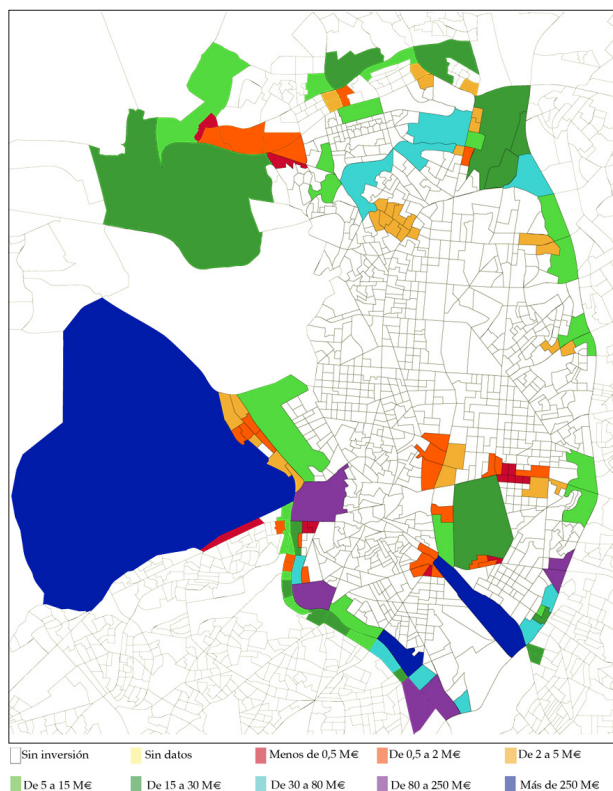 Sin inversión Sin datos Menos de 0,5 M€ De 0,5 a 2 M€ De 2 a 5 M€
De 5 a 15 M€ De 15 a 30 M€ De 30 a 80 M€ De 80 a 250 M€ Más de 250 M€